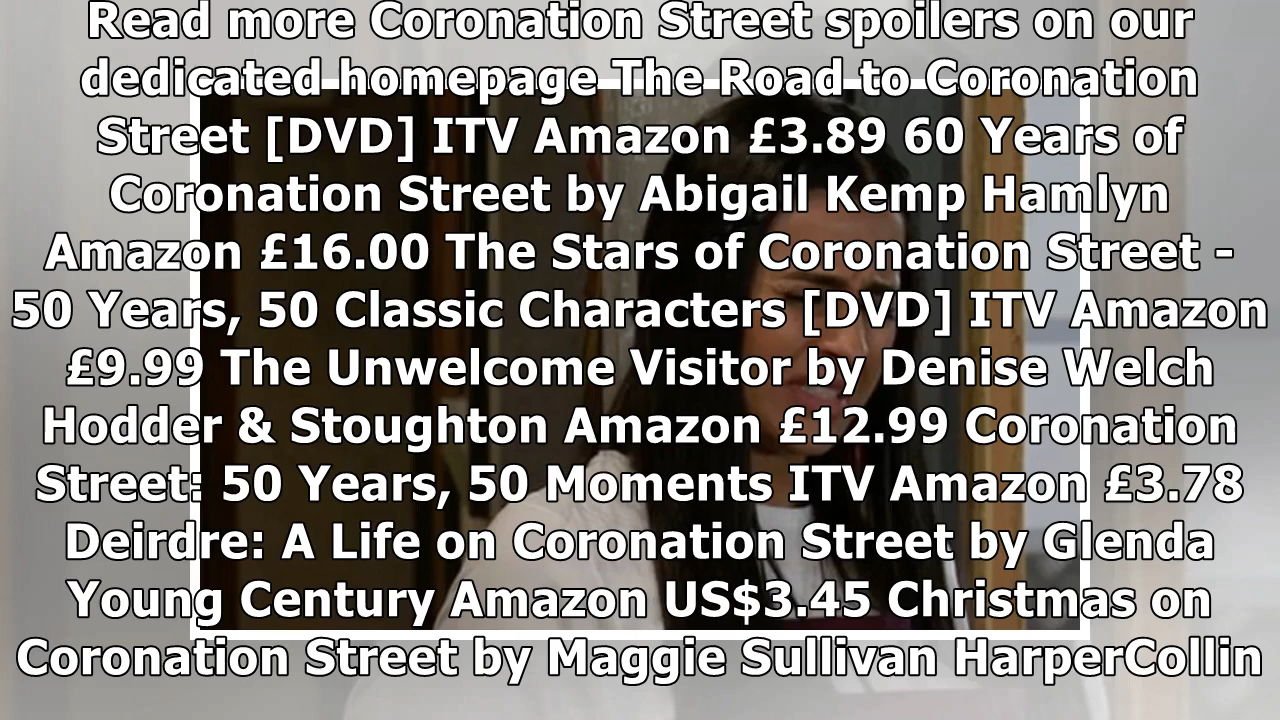 Read more Coronation Street spoilers on our
dedicated homepage The Road to Coronation
Street [DVD] ITV Amazon £3.89 60 Years of
Coronation Street by Abigail Kemp Hamlyn
Amazon £16.00 The Stars of Coronation Street -
50 Years, 50 Classic Characters [DVD] ITV Amazon
£9.99 The Unwelcome Visitor by Denise Welch
Hodder & Stoughton Amazon £12.99 Coronation
Street: 50 Years, 50 Moments ITV Amazon £3.78
Deirdre: A Life on Coronation Street by Glenda
Young Century Amazon US$3.45 Christmas on
Coronation Street by Maggie Sullivan HarperCollin